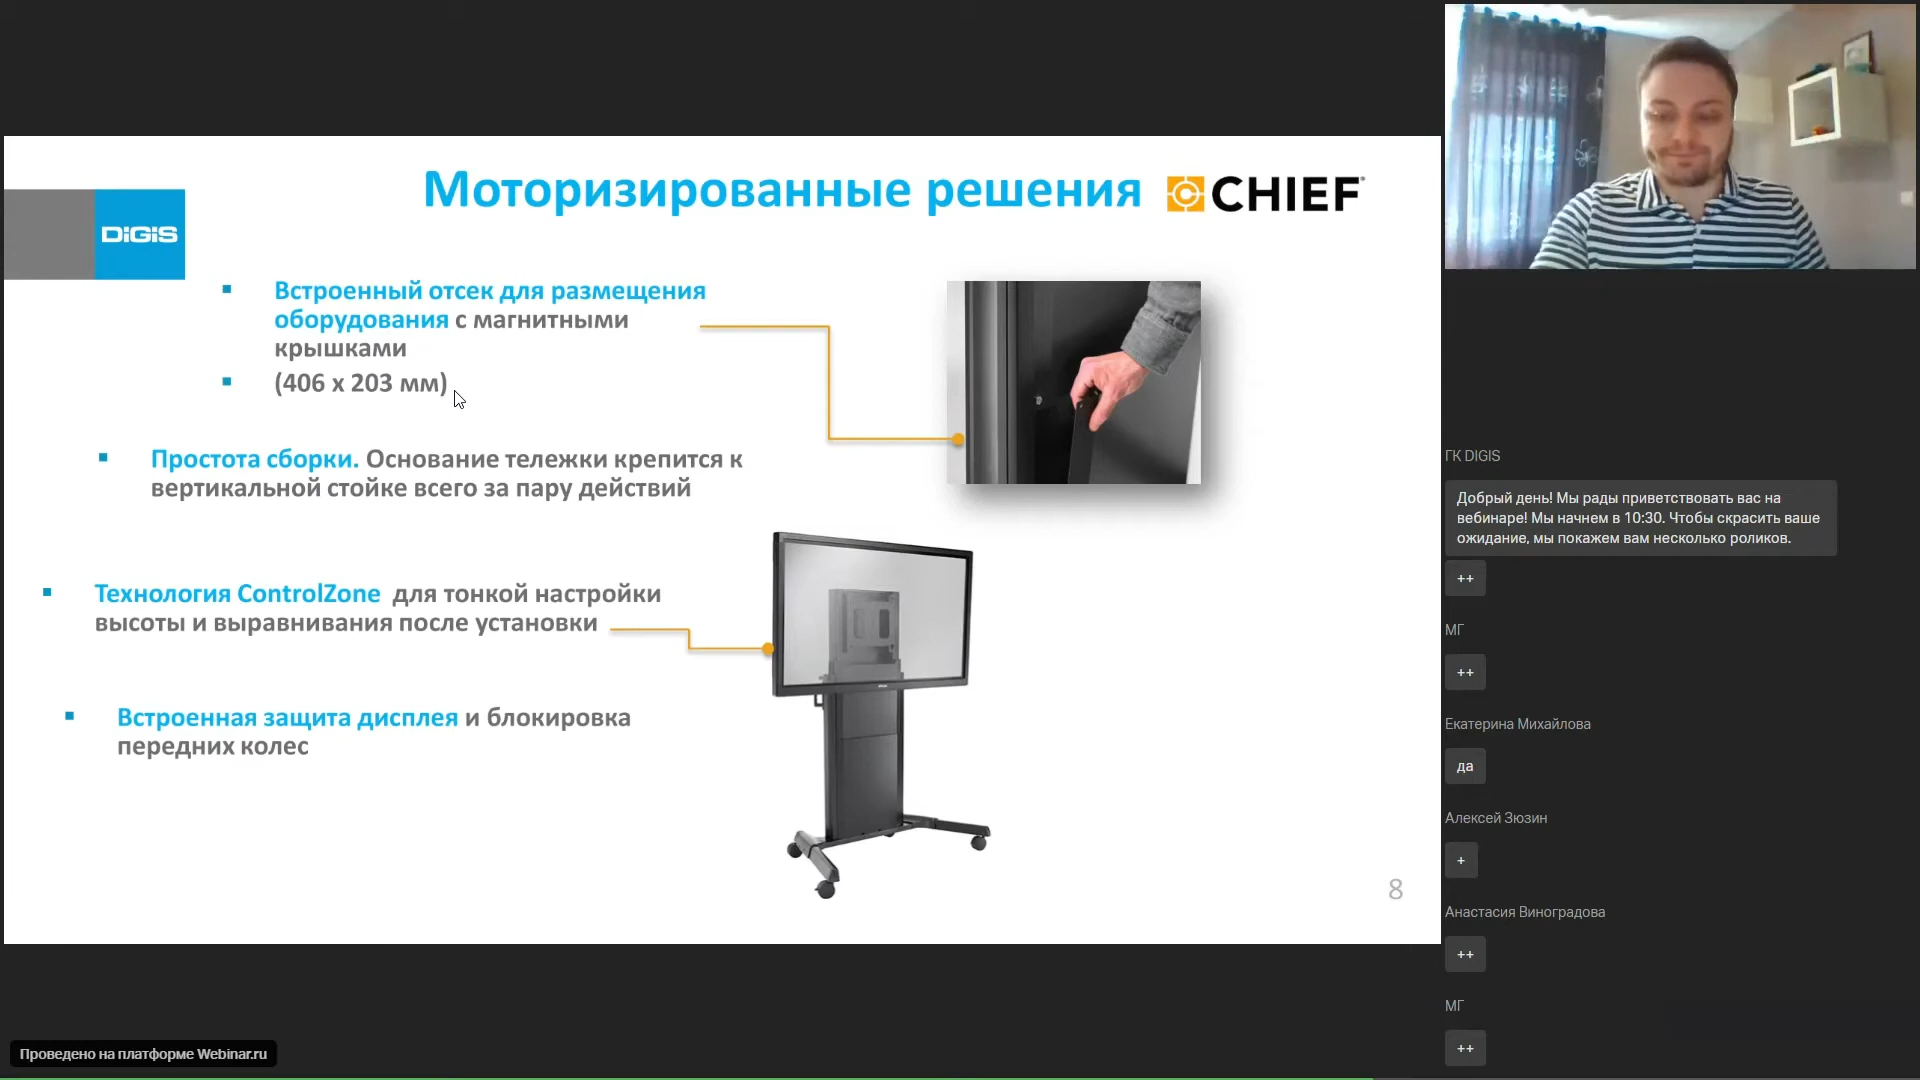 Моторизированные решения
CHIEF
DiGiS
Встроенный отсек для размещения
оборудования с магнитными
крышками
(406 х 203 мм)
Простота сборки. Основание тележки крепится к
вертикальной стойке всего за пару действий
Технология ControlZone для тонкой настройки
высоты и выравнивания после установки
Встроенная защита дисплея и блокировка
передних колес
8
Проведено на платформе Webinar.ru
ГК DIGIS
Добрый день! Мы рады приветствовать вас на
вебинаре! Мы начнем в 10:30. Чтобы скрасить ваше
ожидание, мы покажем вам несколько роликов.
++
МГ
++
Екатерина Михайлова
да
Алексей Зюзин
+
Анастасия Виноградова
++
МГ
++